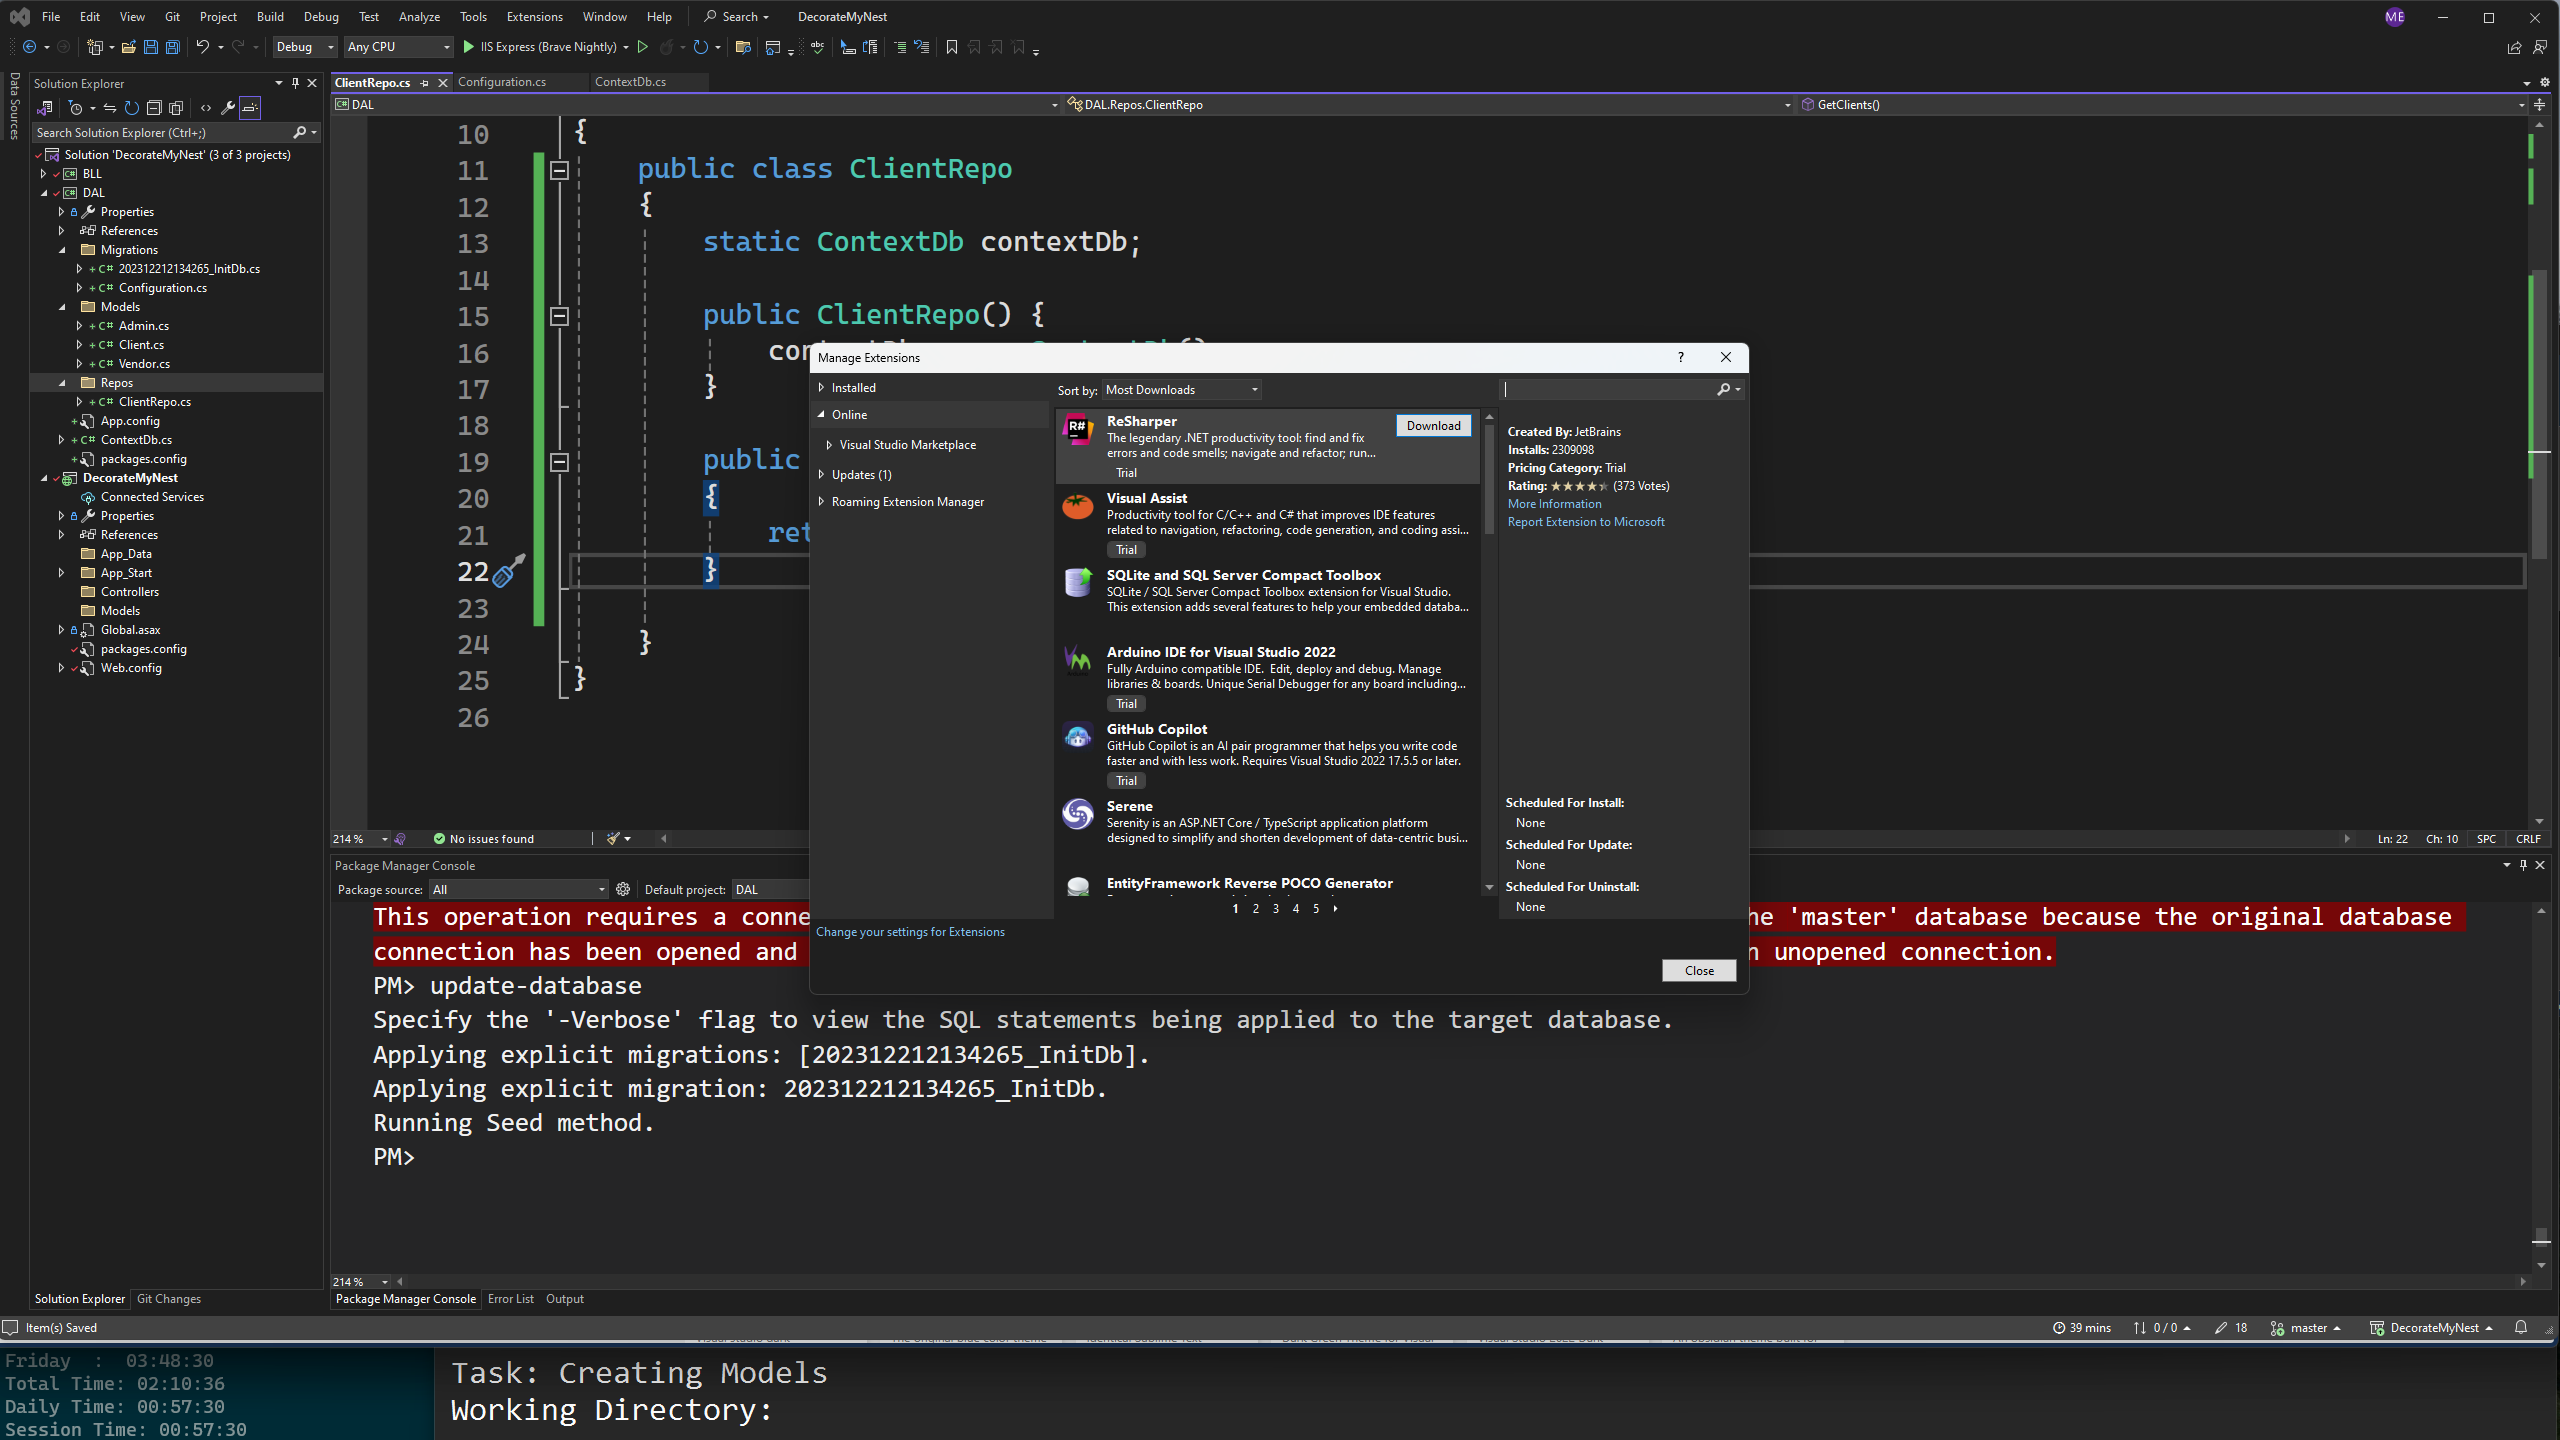 File Edit View Git Project Build Debug Test Analyze Tools Extensions Window Help Search DecorateMyNest ME
Debug Any CPU IIS Express (Brave Nightly)
Data Sources
Solution Explorer
Search Solution Explorer (Ctrl+;)
Solution 'DecorateMyNest' (3 of 3 projects)
BLL
DAL
Properties
References
Migrations
202312212134265_InitDb.cs
Configuration.cs
Models
Admin.cs
Client.cs
Vendor.cs
Repos
ClientRepo.cs
App.config
ContextDb.cs
packages.config
DecorateMyNest
Connected Services
Properties
References
App_Data
App_Start
Controllers
Models
Global.asax
packages.config
Web.config
Solution Explorer Git Changes
ClientRepo.cs Configuration.cs ContextDb.cs
DAL DAL.Repos.ClientRepo GetClients()
10 {
11 public class ClientRepo
12 {
13 static ContextDb contextDb;
14
15 public ClientRepo() {
16
17 }
18
19 public
20 {
21 ret
22 }
23
24 }
25 }
26
214 % No issues found Ln: 22 Ch: 10 SPC CRLF
Manage Extensions ?
Installed
Online
Visual Studio Marketplace
Updates (1)
Roaming Extension Manager
Change your settings for Extensions
Sort by: Most Downloads
ReSharper Download
R#
The legendary .NET productivity tool: find and fix
errors and code smells; navigate and refactor; run...
Trial
Visual Assist
Productivity tool for C/C++ and C# that improves IDE features
related to navigation, refactoring, code generation, and coding assi...
Trial
SQLite and SQL Server Compact Toolbox
SQLite / SQL Server Compact Toolbox extension for Visual Studio.
This extension adds several features to help your embedded databa...
Arduino IDE for Visual Studio 2022
Fully Arduino compatible IDE. Edit, deploy and debug. Manage
libraries & boards. Unique Serial Debugger for any board including...
Trial
GitHub Copilot
GitHub Copilot is an AI pair programmer that helps you write code
faster and with less work. Requires Visual Studio 2022 17.5.5 or later.
Trial
Serene
Serenity is an ASP.NET Core / TypeScript application platform
designed to simplify and shorten development of data-centric busi...
EntityFramework Reverse POCO Generator
1 2 3 4 5
Created By: JetBrains
Installs: 2309098
Pricing Category: Trial
Rating: (373 Votes)
More Information
Report Extension to Microsoft
Scheduled For Install:
None
Scheduled For Update:
None
Scheduled For Uninstall:
None
Close
Package Manager Console
Package source: All Default project: DAL
This operation requires a conne he 'master' database because the original database
connection has been opened and n unopened connection.
PM> update-database
Specify the '-Verbose' flag to view the SQL statements being applied to the target database.
Applying explicit migrations: [202312212134265_InitDb].
Applying explicit migration: 202312212134265_InitDb.
Running Seed method.
PM>
214 %
Package Manager Console Error List Output
Item(s) Saved 39 mins 0 / 0 18 master DecorateMyNest
Friday : 03:48:30
Total Time: 02:10:36
Daily Time: 00:57:30
Session Time: 00:57:30
Task: Creating Models
Working Directory: